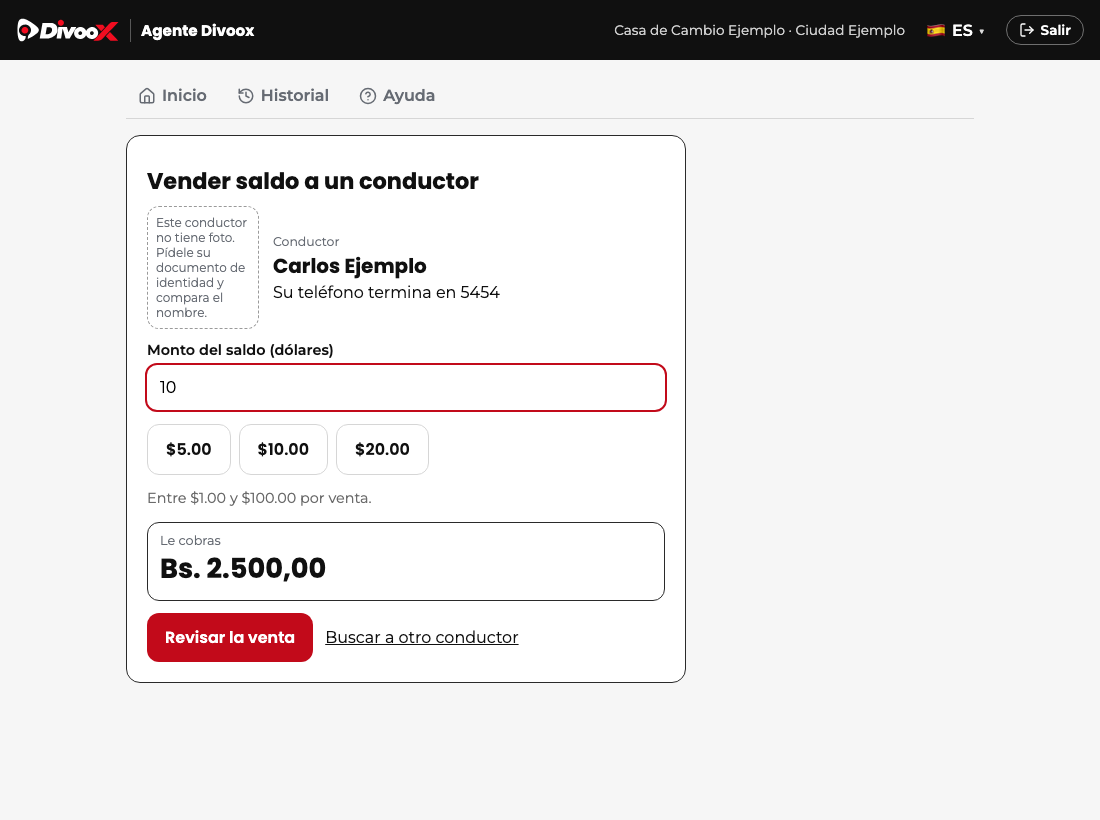 DivooX
Agente Divoox
Casa de Cambio Ejemplo · Ciudad Ejemplo
ES
Salir
Inicio
Historial
Ayuda
Vender saldo a un conductor
Este conductor
no tiene foto.
Pídele su
documento de
identidad y
compara el
nombre.
Conductor
Carlos Ejemplo
Su teléfono termina en 5454
Monto del saldo (dólares)
10
$5.00
$10.00
$20.00
Entre $1.00 y $100.00 por venta.
Le cobras
Bs. 2.500,00
Revisar la venta
Buscar a otro conductor